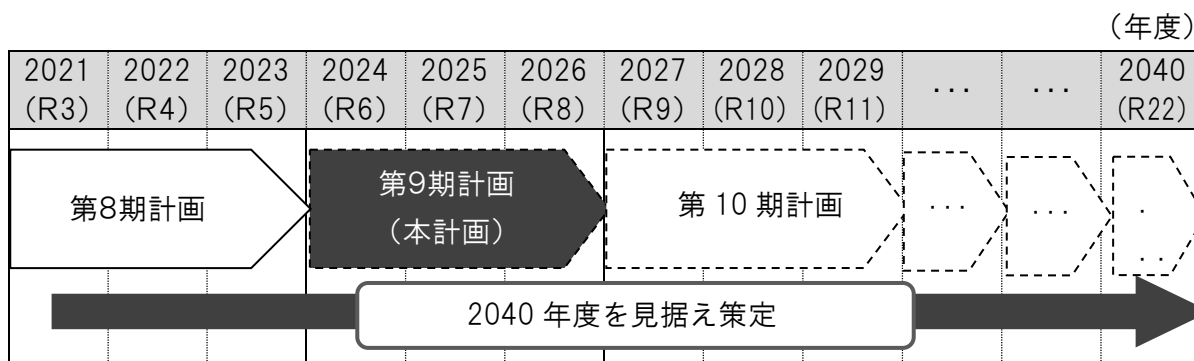 （年度）
2021 2022 2023 2024 2025 2026 2027 2028 2029 ... ... 2040
(R3) (R4) (R5) (R6) (R7) (R8) (R9) (R10) (R11) (R22)
第8期計画
第9期計画
（本計画）
第 10 期計画
...
...
...
2040 年度を見据え策定